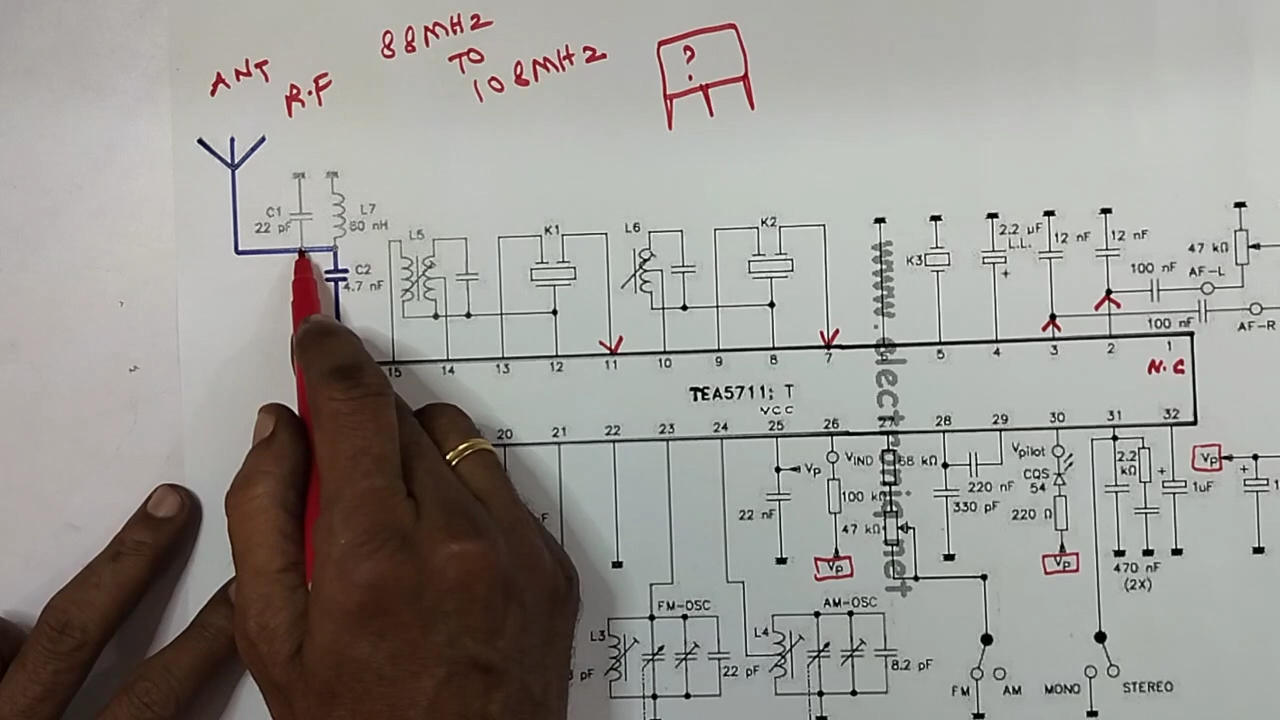 88MHz
TO
108MHz
ANT
R.F
?
C1
22 pF
L7
80 nH
C2
4.7 nF
L5
K1
L6
K2
K3
2.2 µF
L.L.
+
12 nF
12 nF
47 kΩ
100 nF
AF-L
100 nF
AF-R
15 14 13 12 11 10 9 8 7 6 5 4 3 2 1
N.C
TEA5711; T
VCC
20 21 22 23 24 25 26 27 28 29 30 31 32
www.electronic.net
Vp
22 nF
VIND
100 kΩ
Vp
68 kΩ
47 kΩ
220 nF
330 pF
Vpilot
CQS
54
220 Ω
Vp
2.2
kΩ
470 nF
(2X)
+
1uF
Vp
+
1
FM-OSC
L3
pF
22 pF
AM-OSC
L4
8.2 pF
FM AM
MONO STEREO